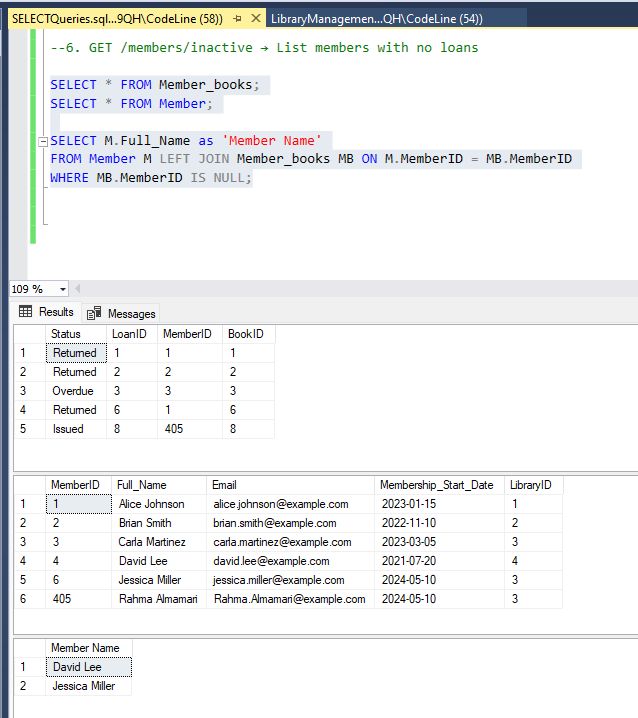 SELECTQueries.sql...9QH\CodeLine (58)) LibraryManagemen...QH\CodeLine (54))
--6. GET /members/inactive → List members with no loans
SELECT * FROM Member_books;
SELECT * FROM Member;
SELECT M.Full_Name as 'Member Name'
FROM Member M LEFT JOIN Member_books MB ON M.MemberID = MB.MemberID
WHERE MB.MemberID IS NULL;
109 %
Results Messages
Status LoanID MemberID BookID
1 Returned 1 1 1
2 Returned 2 2 2
3 Overdue 3 3 3
4 Returned 6 1 6
5 Issued 8 405 8
MemberID Full_Name Email Membership_Start_Date LibraryID
1 1 Alice Johnson alice.johnson@example.com 2023-01-15 1
2 2 Brian Smith brian.smith@example.com 2022-11-10 2
3 3 Carla Martinez carla.martinez@example.com 2023-03-05 3
4 4 David Lee david.lee@example.com 2021-07-20 4
5 6 Jessica Miller jessica.miller@example.com 2024-05-10 3
6 405 Rahma Almamari Rahma.Almamari@example.com 2024-05-10 3
Member Name
1 David Lee
2 Jessica Miller